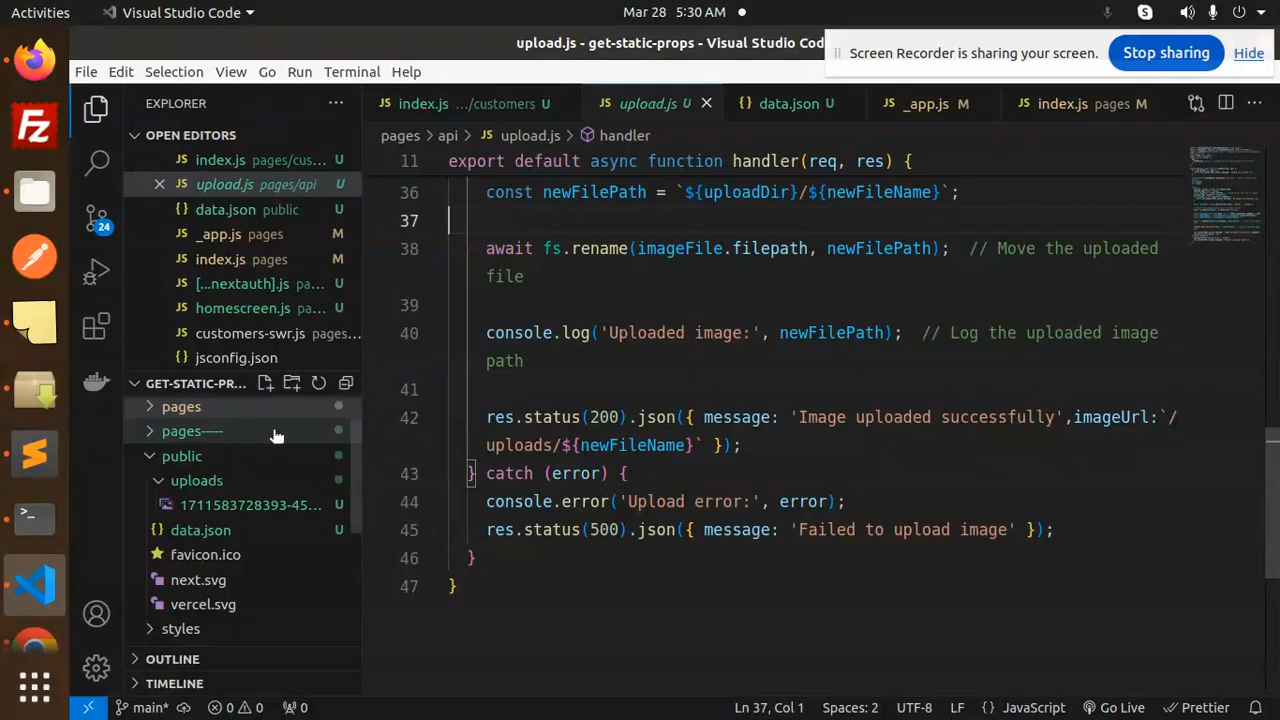 Activities
Visual Studio Code
Mar 28 5:30 AM
upload.js - get-static-props - Visual Studio Cod
Screen Recorder is sharing your screen.
Stop sharing
Hide
File Edit Selection View Go Run Terminal Help
EXPLORER
index.js .../customers U
upload.js U
data.json U
_app.js M
index.js pages M
OPEN EDITORS
index.js pages/cus... U
upload.js pages/api U
data.json public U
_app.js pages M
index.js pages M
[...nextauth].js pa... U
homescreen.js pa... U
customers-swr.js pages...
jsconfig.json
GET-STATIC-PR...
pages
pages-----
public
uploads
1711583728393-45... U
data.json U
favicon.ico
next.svg
vercel.svg
styles
OUTLINE
TIMELINE
24
pages > api > JS upload.js > handler
11 export default async function handler(req, res) {
36 const newFilePath = `${uploadDir}/${newFileName}`;
37
38 await fs.rename(imageFile.filepath, newFilePath); // Move the uploaded
file
39
40 console.log('Uploaded image:', newFilePath); // Log the uploaded image
path
41
42 res.status(200).json({ message: 'Image uploaded successfully',imageUrl:`/
uploads/${newFileName}` });
43 } catch (error) {
44 console.error('Upload error:', error);
45 res.status(500).json({ message: 'Failed to upload image' });
46 }
47 }
main* 0 0 0
Ln 37, Col 1 Spaces: 2 UTF-8 LF {} JavaScript Go Live Prettier